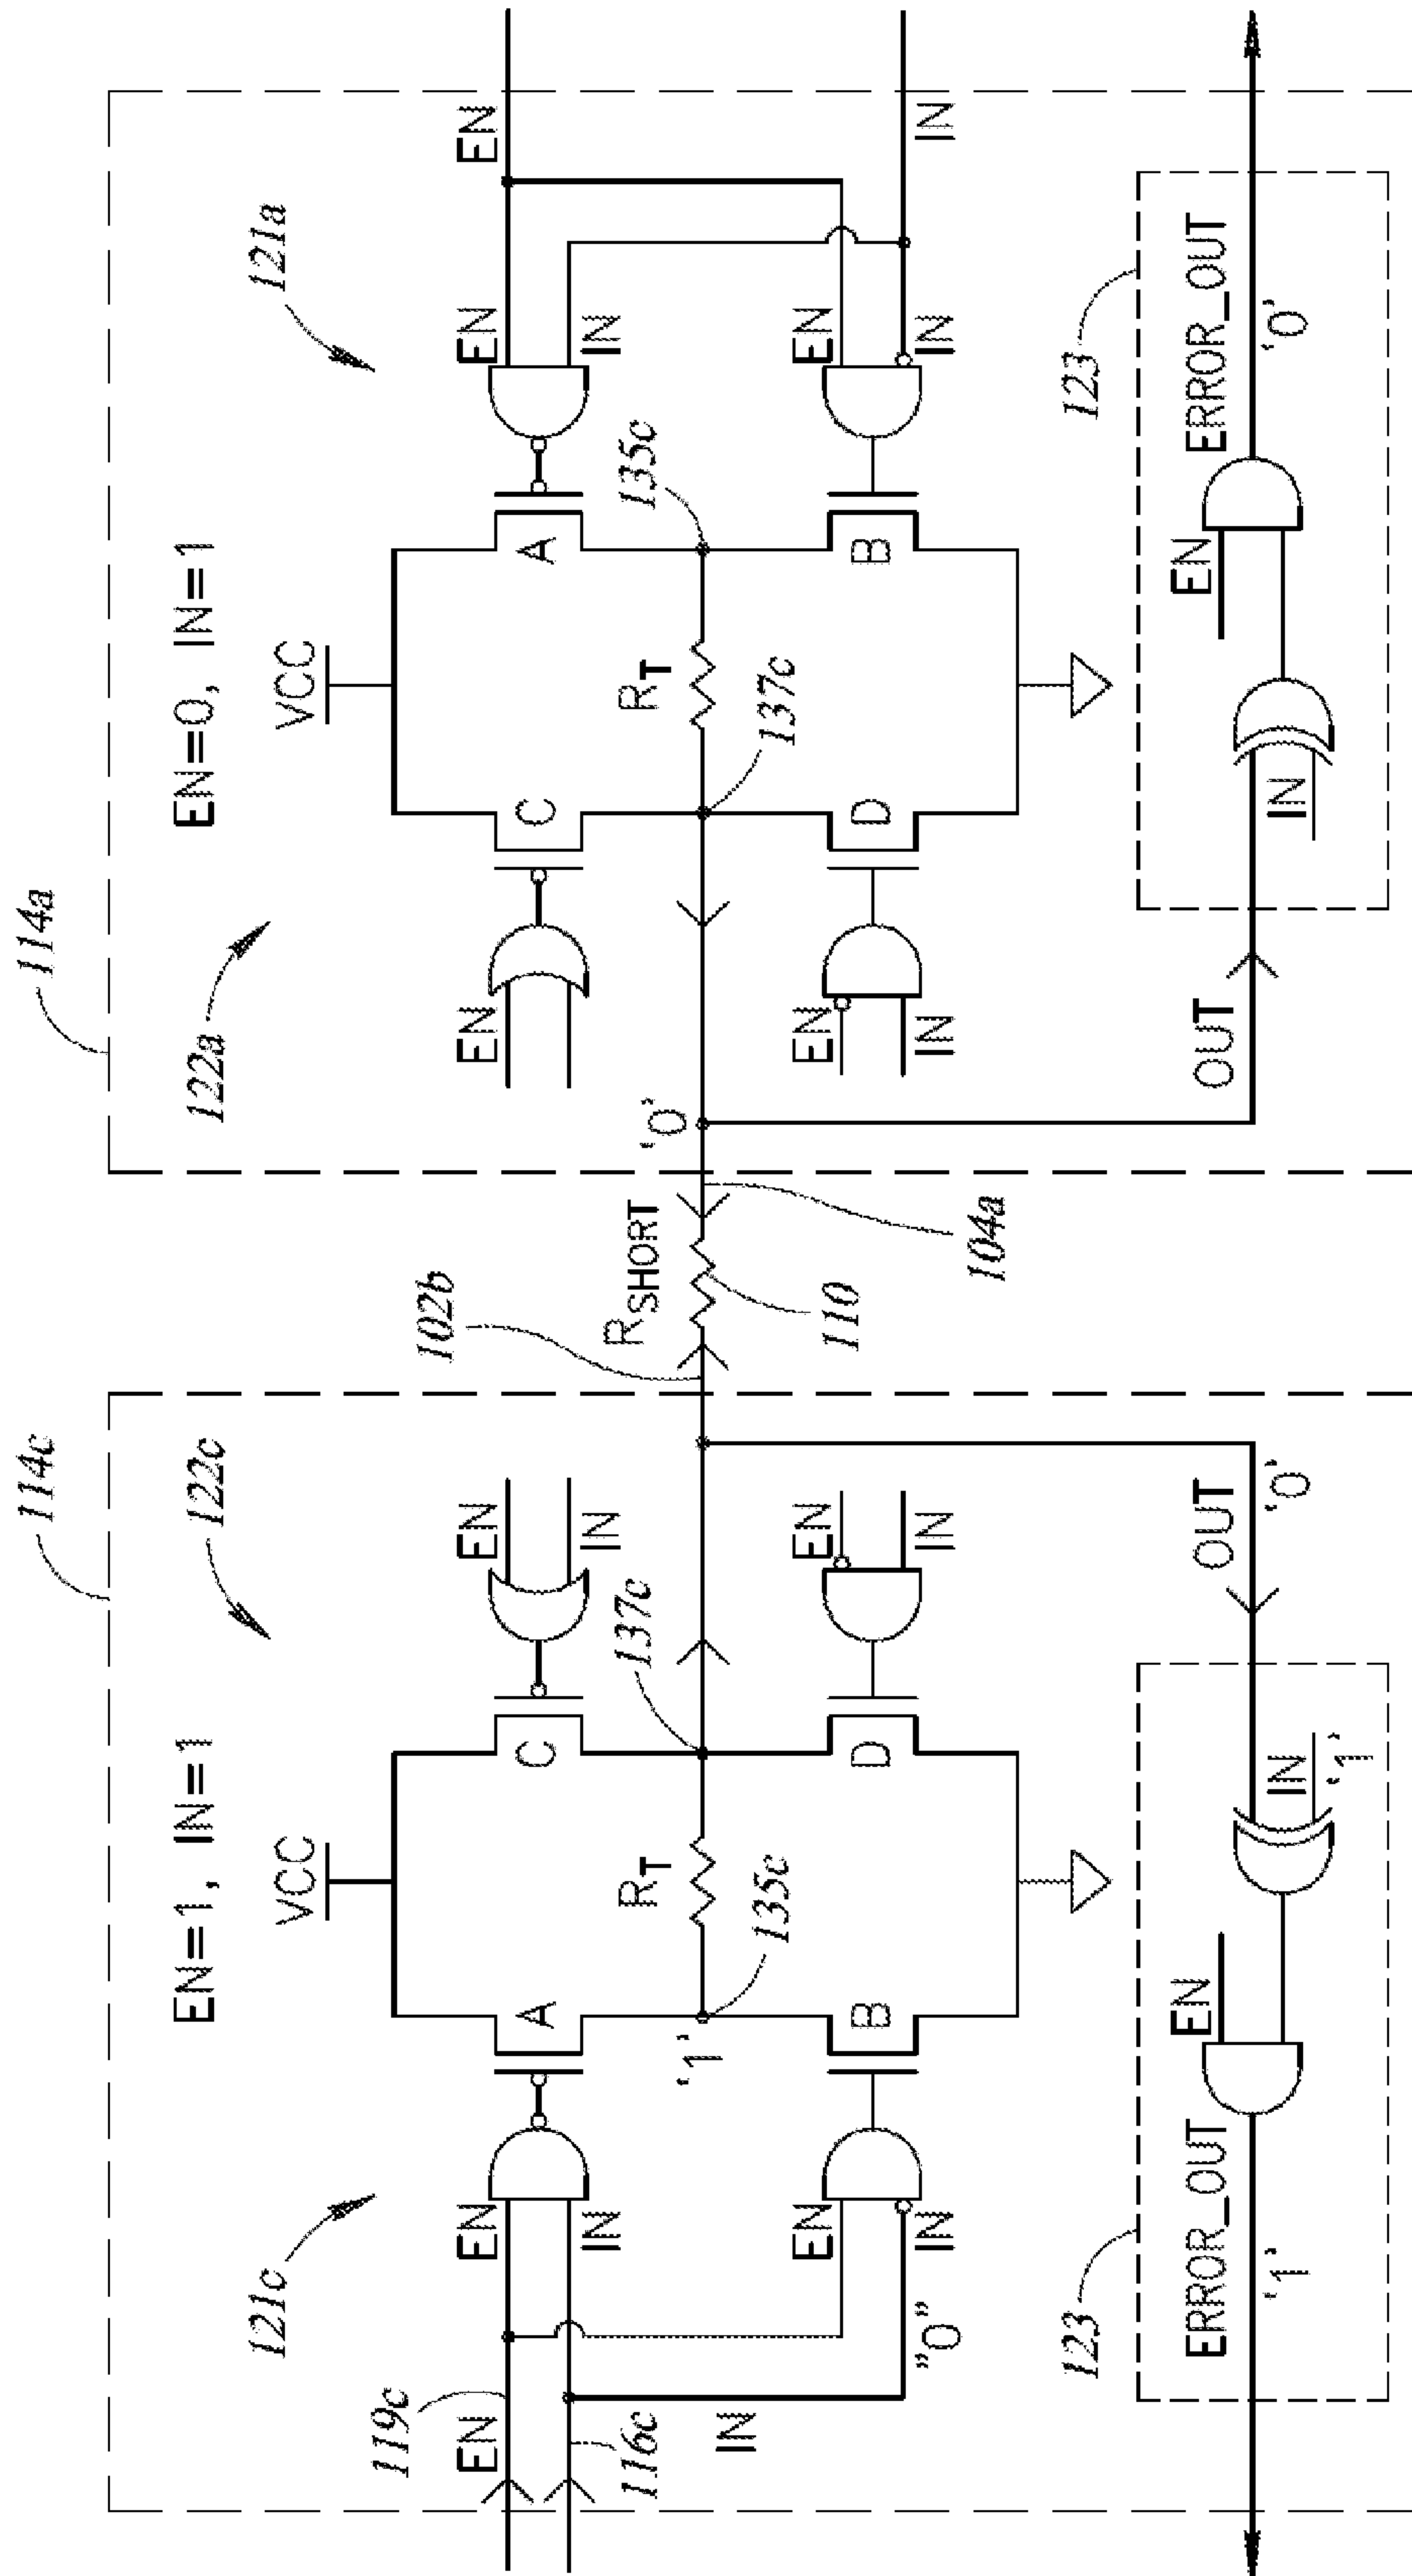 114c
122c
121c
EN=1, IN=1
VCC
119c
EN
116c
IN
"0"
EN
IN
EN
IN
A
B
C
D
'1'
R_T
135c
137c
EN
IN
EN
IN
123
ERROR_OUT
'1'
EN
IN
'1'
OUT
'0'
102b
R_SHORT
110
104a
114a
122a
121a
EN=0, IN=1
VCC
'0'
EN
EN
IN
C
D
A
B
R_T
137c
135c
EN
IN
EN
IN
EN
IN
OUT
123
IN
EN
ERROR_OUT
'0'